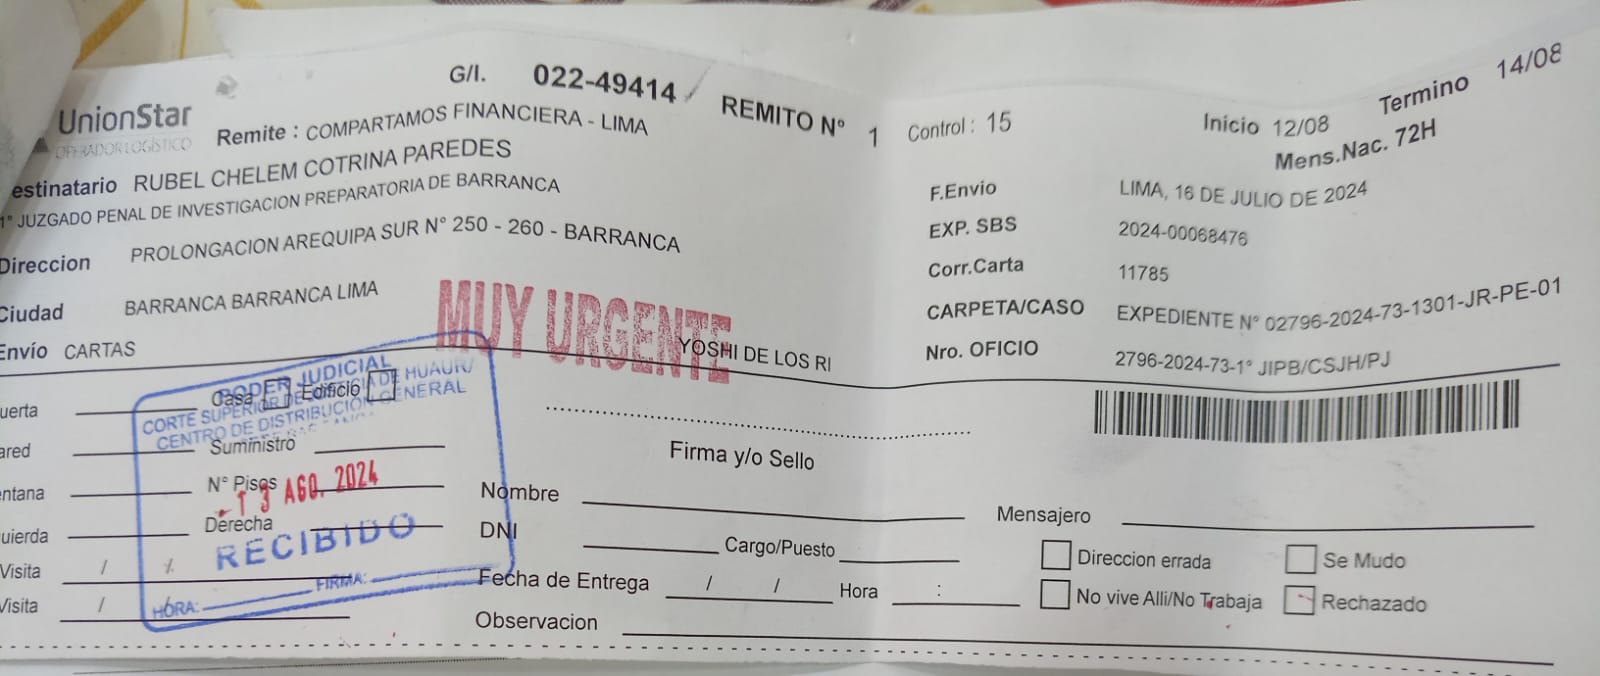 UnionStar
OPERADOR LOGÍSTICO
G/I. 022-49414
REMITO N° 1
Control : 15
Inicio 12/08
Termino 14/08
Mens.Nac. 72H
Remite : COMPARTAMOS FINANCIERA - LIMA
estinatario RUBEL CHELEM COTRINA PAREDES
1° JUZGADO PENAL DE INVESTIGACION PREPARATORIA DE BARRANCA
Direccion PROLONGACION AREQUIPA SUR N° 250 - 260 - BARRANCA
Ciudad BARRANCA BARRANCA LIMA
Envío CARTAS
MUY URGENTE
YOSHI DE LOS RI
F.Envio LIMA, 16 DE JULIO DE 2024
EXP. SBS 2024-00068476
Corr.Carta 11785
CARPETA/CASO EXPEDIENTE N° 02796-2024-73-1301-JR-PE-01
Nro. OFICIO 2796-2024-73-1° JIPB/CSJH/PJ
uerta Casa Edificio
ared Suministro
entana N° Pisos
uierda Derecha
Visita / /
Visita / /
PODER JUDICIAL
CORTE SUPERIOR DE JUSTICIA DE HUAUR
CENTRO DE DISTRIBUCIÓN GENERAL
13 AGO. 2024
RECIBIDO
HORA: FIRMA:
Firma y/o Sello
Nombre
DNI Cargo/Puesto
Fecha de Entrega / / Hora :
Observacion
Mensajero
Direccion errada Se Mudo
No vive Alli/No Trabaja Rechazado